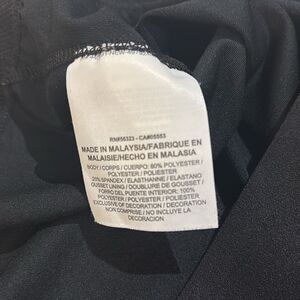 RN#56323 - CA#05553
MADE IN MALAYSIA/FABRIQUE EN
MALAISIE/HECHO EN MALASIA
BODY / CORPS / CUERPO: 80% POLYESTER /
POLYESTER / POLIESTER
20% SPANDEX / ELASTHANNE / ELASTANO
GUSSET LINING / DOUBLURE DE GOUSSET /
FORRO DEL PUENTE INTERIOR: 100%
POLYESTER / POLYESTER / POLIESTER
EXCLUSIVE OF DECORATION / DECORATION
NON COMPRISE / NO INCLUYE LA
DECORACION